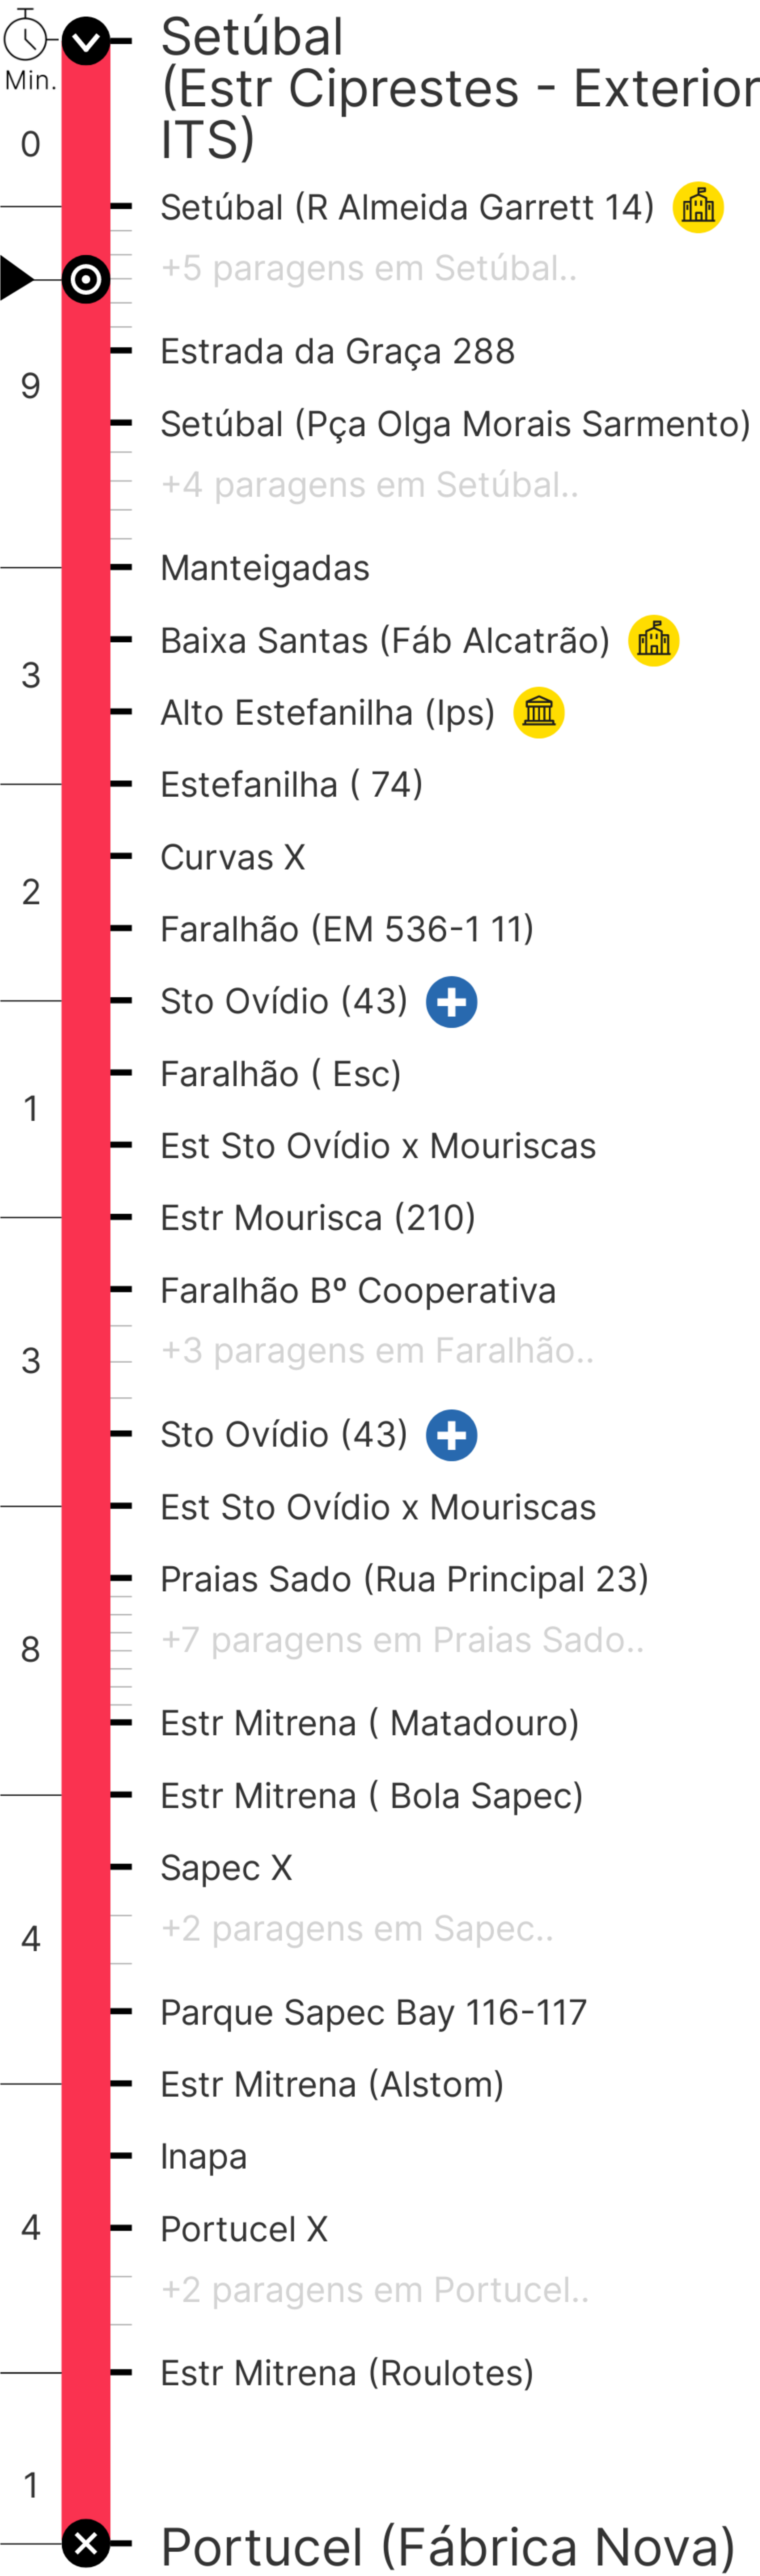 Setúbal
(Estr Ciprestes - Exterior
ITS)
Min.
0
Setúbal (R Almeida Garrett 14)
+5 paragens em Setúbal..
Estrada da Graça 288
9
Setúbal (Pça Olga Morais Sarmento)
+4 paragens em Setúbal..
Manteigadas
Baixa Santas (Fáb Alcatrão)
3
Alto Estefanilha (Ips)
Estefanilha ( 74)
Curvas X
2
Faralhão (EM 536-1 11)
Sto Ovídio (43)
Faralhão ( Esc)
1
Est Sto Ovídio x Mouriscas
Estr Mourisca (210)
Faralhão Bº Cooperativa
+3 paragens em Faralhão..
3
Sto Ovídio (43)
Est Sto Ovídio x Mouriscas
Praias Sado (Rua Principal 23)
+7 paragens em Praias Sado..
8
Estr Mitrena ( Matadouro)
Estr Mitrena ( Bola Sapec)
Sapec X
+2 paragens em Sapec..
4
Parque Sapec Bay 116-117
Estr Mitrena (Alstom)
Inapa
4
Portucel X
+2 paragens em Portucel..
Estr Mitrena (Roulotes)
1
Portucel (Fábrica Nova)